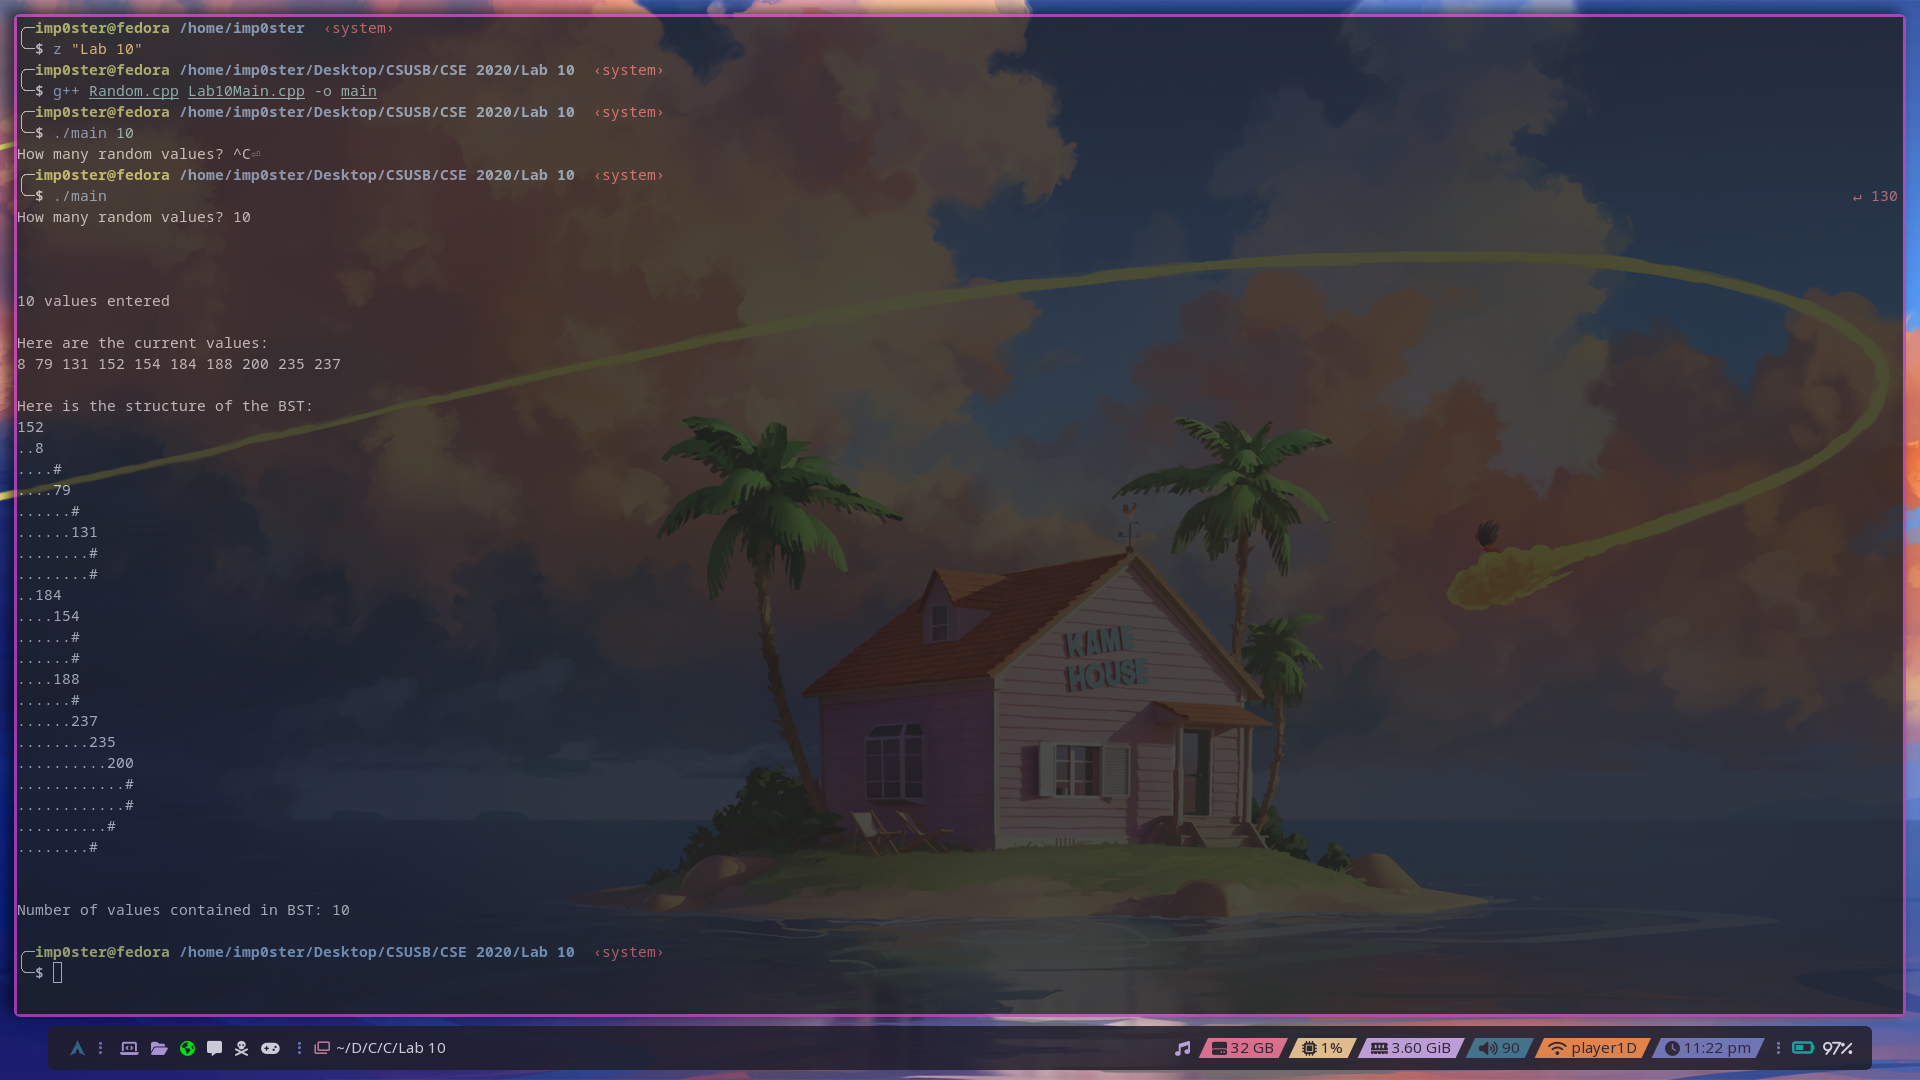 imp0ster@fedora /home/imp0ster ‹system›
$ z "Lab 10"
imp0ster@fedora /home/imp0ster/Desktop/CSUSB/CSE 2020/Lab 10 ‹system›
$ g++ Random.cpp Lab10Main.cpp -o main
imp0ster@fedora /home/imp0ster/Desktop/CSUSB/CSE 2020/Lab 10 ‹system›
$ ./main 10
How many random values? ^C⏎
imp0ster@fedora /home/imp0ster/Desktop/CSUSB/CSE 2020/Lab 10 ‹system›
$ ./main ↵ 130
How many random values? 10
10 values entered
Here are the current values:
8 79 131 152 154 184 188 200 235 237
Here is the structure of the BST:
152
..8
....#
....79
......#
......131
........#
........#
..184
....154
......#
......#
....188
......#
......237
........235
..........200
............#
............#
..........#
........#
Number of values contained in BST: 10
imp0ster@fedora /home/imp0ster/Desktop/CSUSB/CSE 2020/Lab 10 ‹system›
$
KAME
HOUSE
~/D/C/C/Lab 10 32 GB 1% 3.60 GiB 90 player1D 11:22 pm 97%